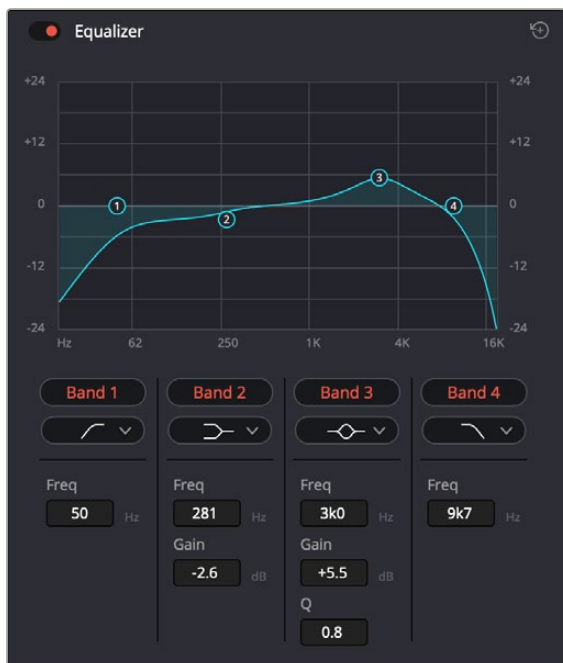 Equalizer
+24 +24
+12 +12
1 2 3 4
0 0
-12 -12
-24 -24
Hz 62 250 1K 4K 16K
Band 1 Band 2 Band 3 Band 4
Freq Freq Freq Freq
50 Hz 281 Hz 3k0 Hz 9k7 Hz
Gain Gain
-2.6 dB +5.5 dB
Q
0.8